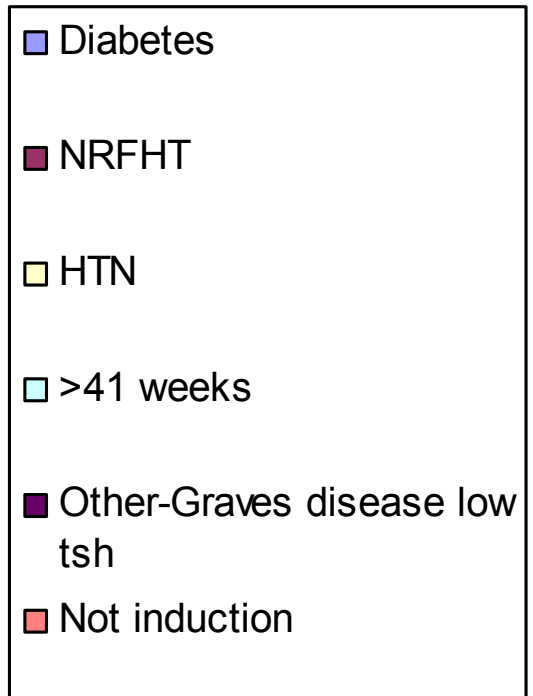 Diabetes
NRFHT
HTN
>41 weeks
Other-Graves disease low
tsh
Not induction